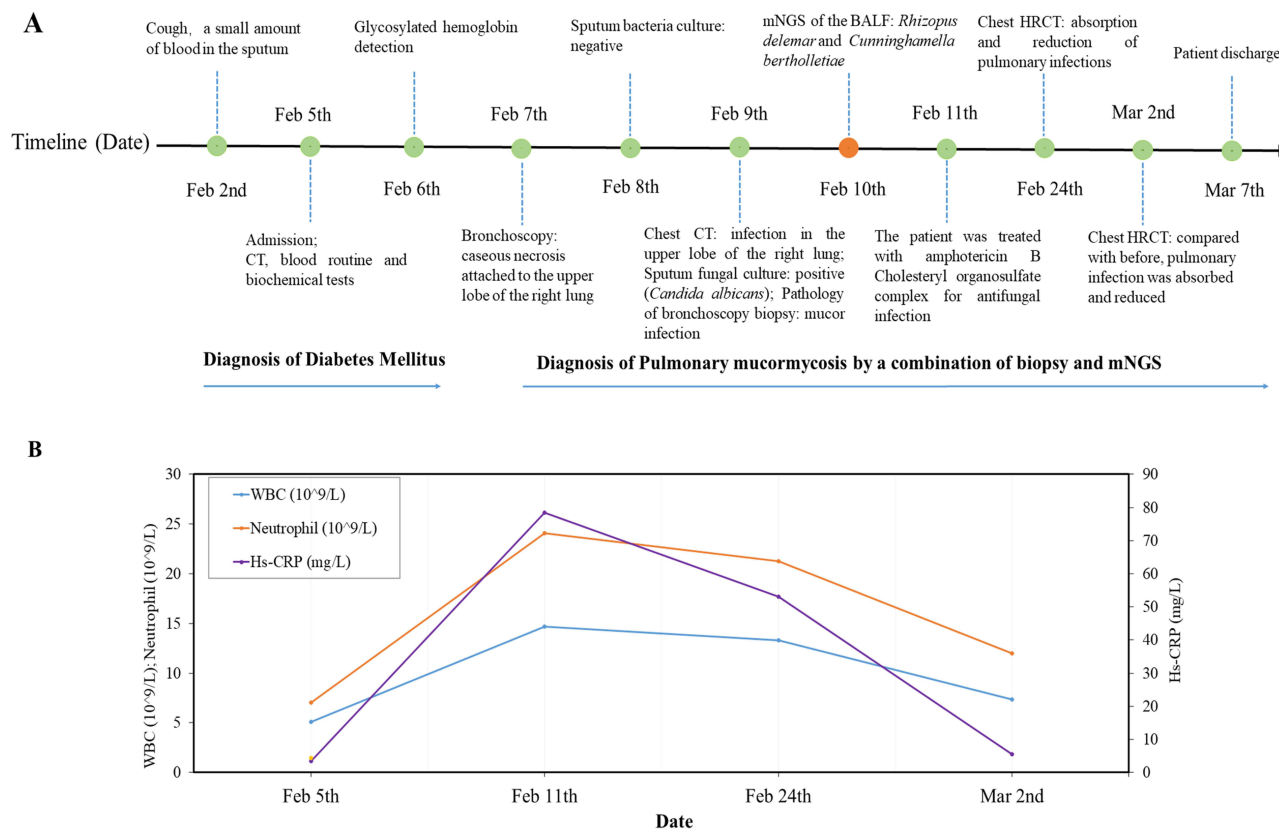 A
Cough, a small amount
of blood in the sputum
Glycosylated hemoglobin
detection
Sputum bacteria culture:
negative
mNGS of the BALF: Rhizopus
delemar and Cunninghamella
bertholletiae
Chest HRCT: absorption
and reduction of
pulmonary infections
Patient discharge
Feb 5th
Feb 7th
Feb 9th
Feb 11th
Mar 2nd
Timeline (Date)
Feb 2nd
Feb 6th
Feb 8th
Feb 10th
Feb 24th
Mar 7th
Admission;
CT, blood routine and
biochemical tests
Bronchoscopy:
caseous necrosis
attached to the upper
lobe of the right lung
Chest CT: infection in the
upper lobe of the right lung;
Sputum fungal culture: positive
(Candida albicans); Pathology
of bronchoscopy biopsy: mucor
infection
The patient was treated
with amphotericin B
Cholesteryl organosulfate
complex for antifungal
infection
Chest HRCT: compared
with before, pulmonary
infection was absorbed
and reduced
Diagnosis of Diabetes Mellitus
Diagnosis of Pulmonary mucormycosis by a combination of biopsy and mNGS
B
WBC (10^9/L); Neutrophil (10^9/L)
30
25
20
15
10
5
0
WBC (10^9/L)
Neutrophil (10^9/L)
Hs-CRP (mg/L)
90
80
70
60
50
40
30
20
10
0
Hs-CRP (mg/L)
Feb 5th
Feb 11th
Feb 24th
Mar 2nd
Date